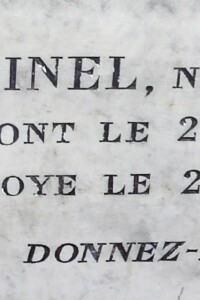 INEL, N
ONT LE 2
OYE LE 2
DONNEZ-